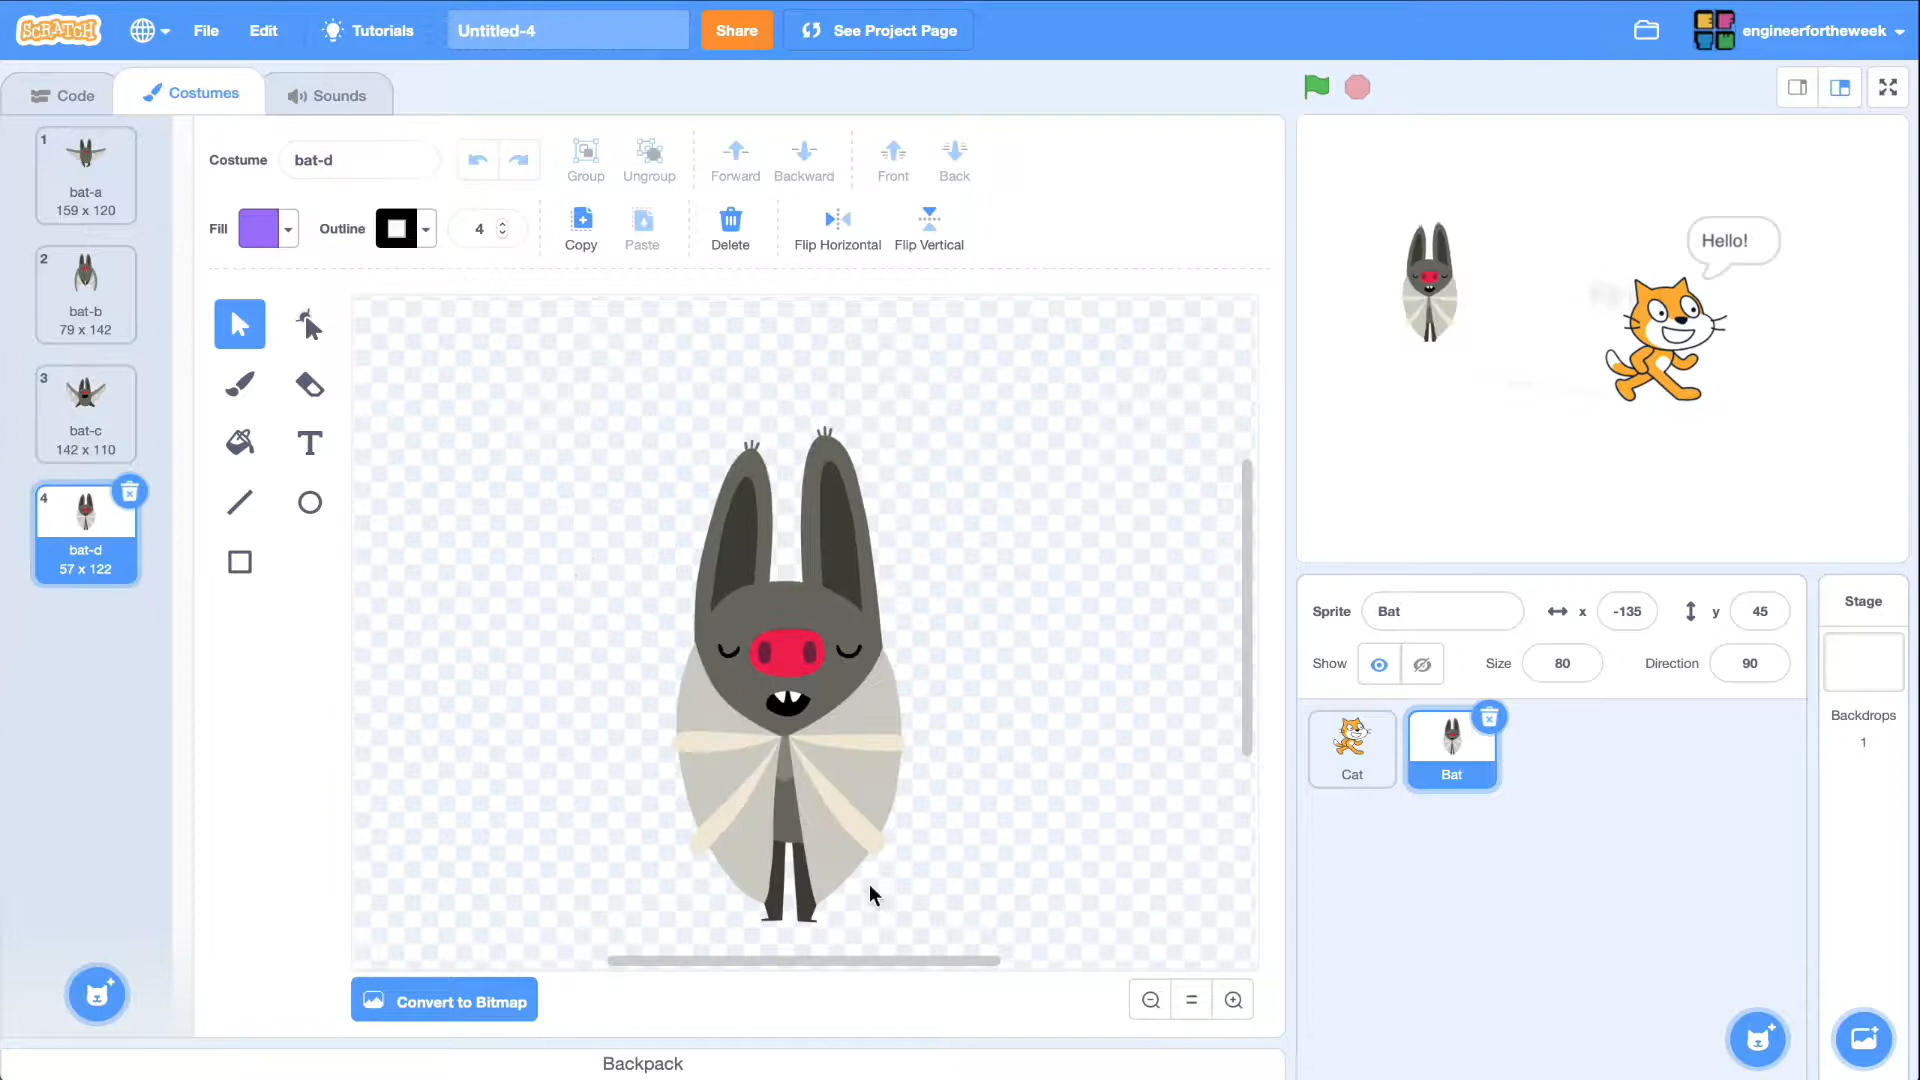 SCRATCH File Edit Tutorials Untitled-4 Share See Project Page engineerfortheweek
Code Costumes Sounds
1
bat-a
159 x 120
2
bat-b
79 x 142
3
bat-c
142 x 110
4
bat-d
57 x 122
Costume bat-d
Group Ungroup Forward Backward Front Back
Fill Outline 4
Copy Paste Delete Flip Horizontal Flip Vertical
T
Convert to Bitmap
Backpack
Hello!
Sprite Bat x -135 y 45
Show Size 80 Direction 90
Cat
Bat
Stage
Backdrops
1